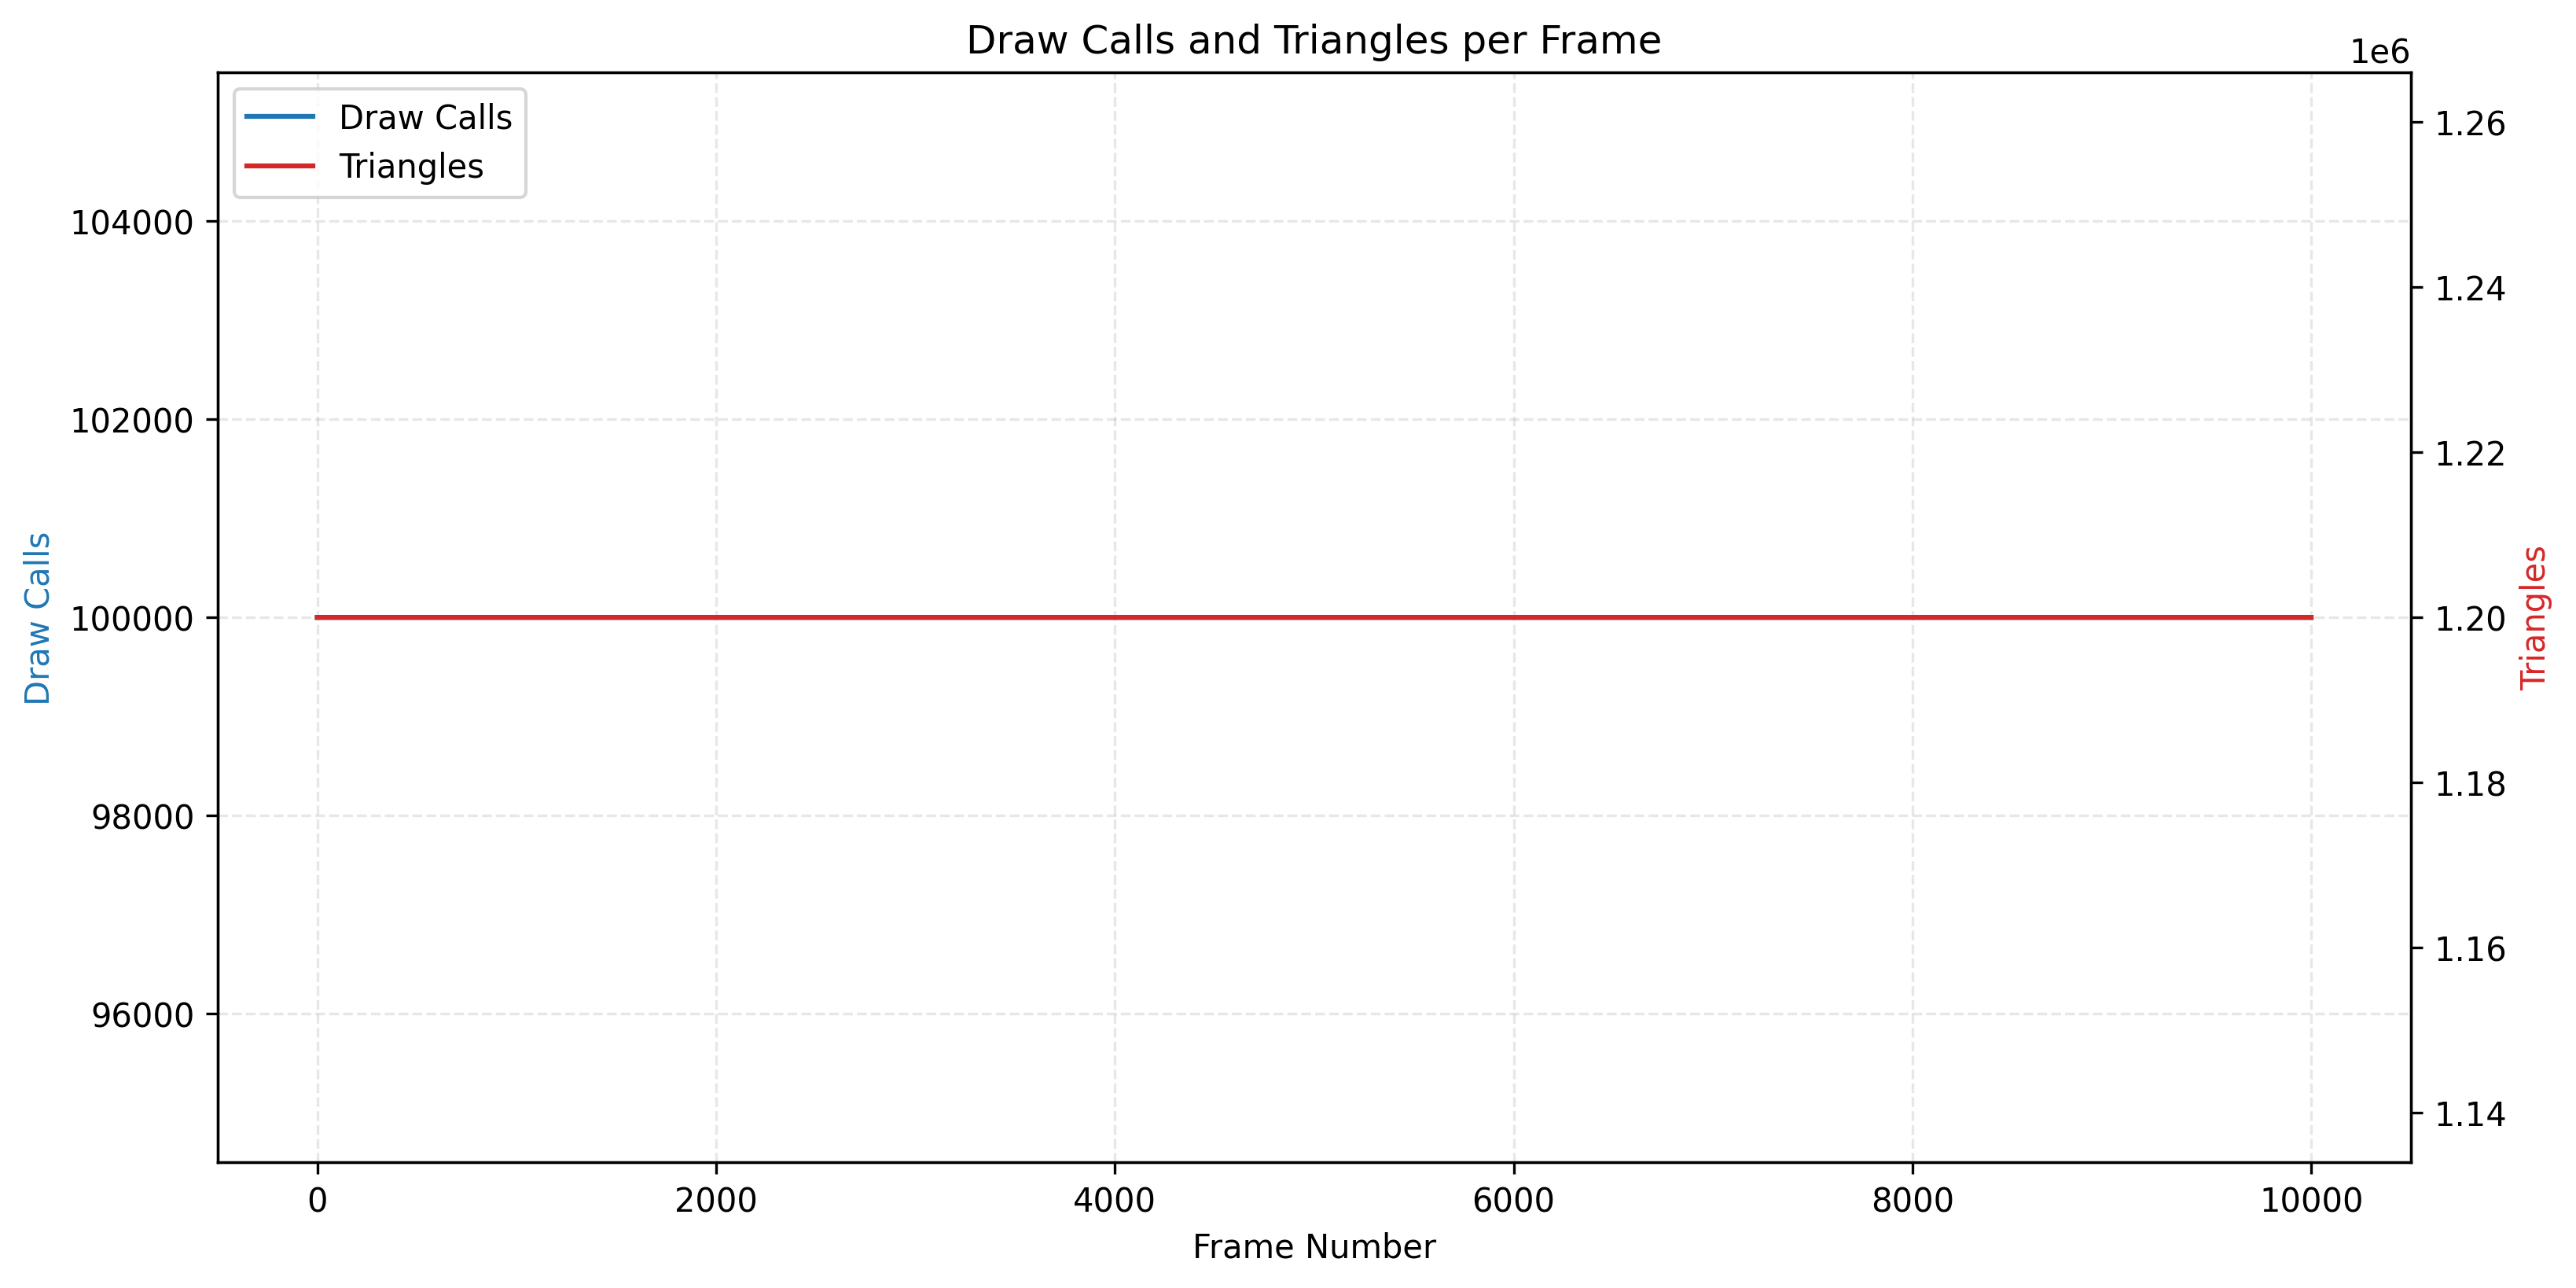 Draw Calls and Triangles per Frame
1e6
Draw Calls
Triangles
104000
102000
100000
98000
96000
Draw Calls
1.26
1.24
1.22
1.20
1.18
1.16
1.14
Triangles
0 2000 4000 6000 8000 10000
Frame Number